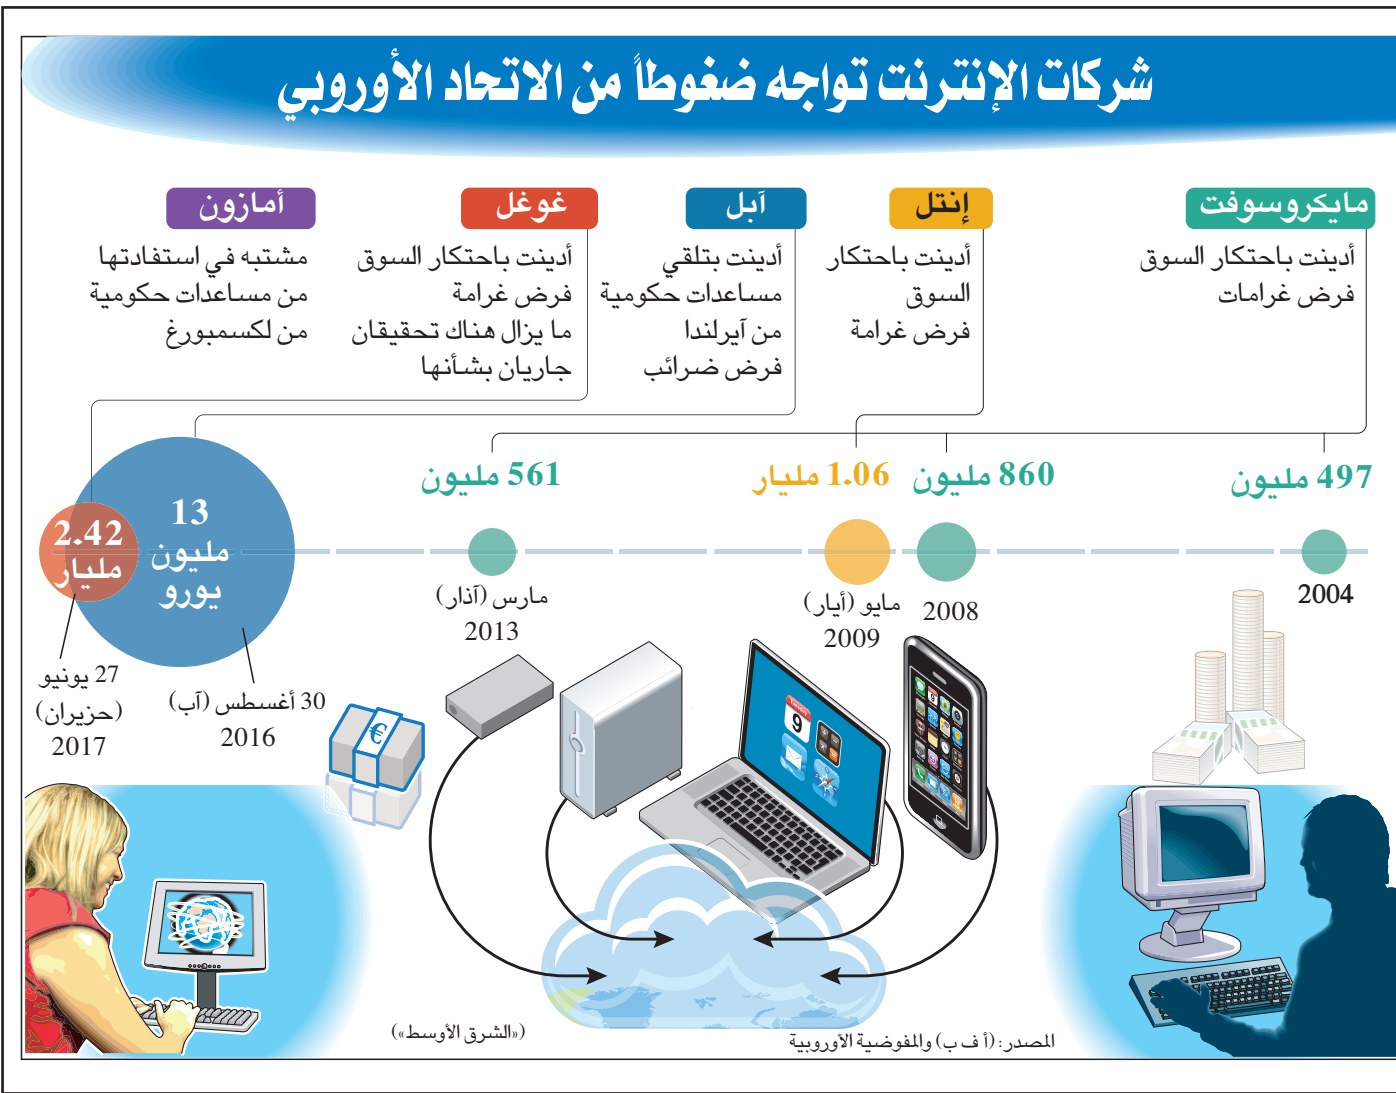 شركات الإنترنت تواجه ضغوطاً من الاتحاد الأوروبي
مايكروسوفت
أدينت باحتكار السوق
فرض غرامات
إنتل
أدينت باحتكار
السوق
فرض غرامة
آبل
أدينت بتلقي
مساعدات حكومية
من آيرلندا
فرض ضرائب
غوغل
أدينت باحتكار السوق
فرض غرامة
ما يزال هناك تحقيقان
جاريان بشأنها
أمازون
مشتبه في استفادتها
من مساعدات حكومية
من لكسمبورغ
497 مليون
2004
860 مليون
2008
1.06 مليار
مايو (أيار)
2009
561 مليون
مارس (آذار)
2013
13
مليون
يورو
30 أغسطس (آب)
2016
2.42
مليار
27 يونيو
(حزيران)
2017
€
9
9
المصدر: (أ ف ب) والمفوضية الأوروبية
(«الشرق الأوسط»)